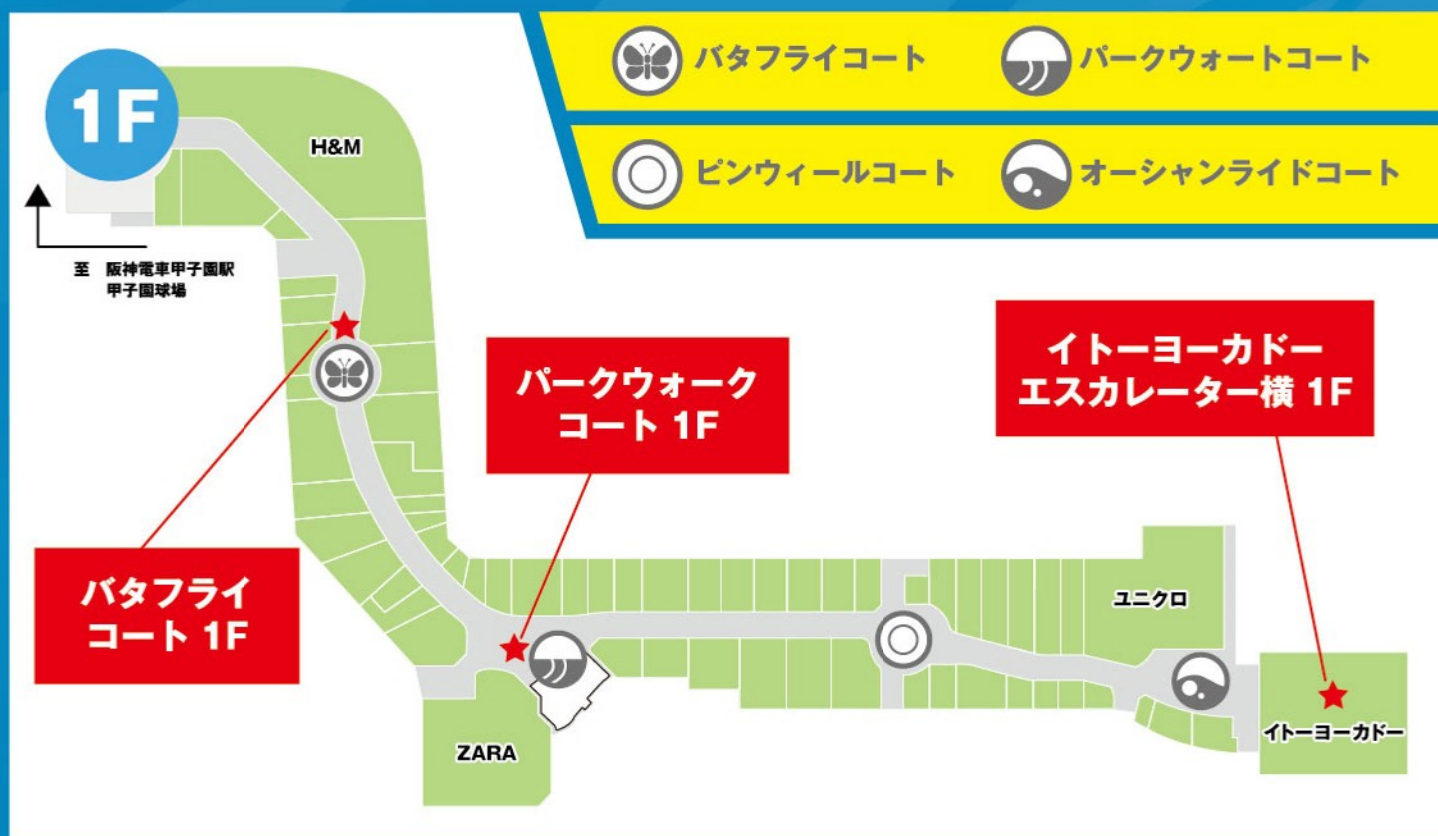 1F
バタフライコート
パークウォートコート
ピンウィールコート
オーシャンライドコート
H&M
至 阪神電車甲子園駅
甲子園球場
パークウォーク
コート 1F
イトーヨーカドー
エスカレーター横 1F
バタフライ
コート 1F
ユニクロ
イトーヨーカドー
ZARA